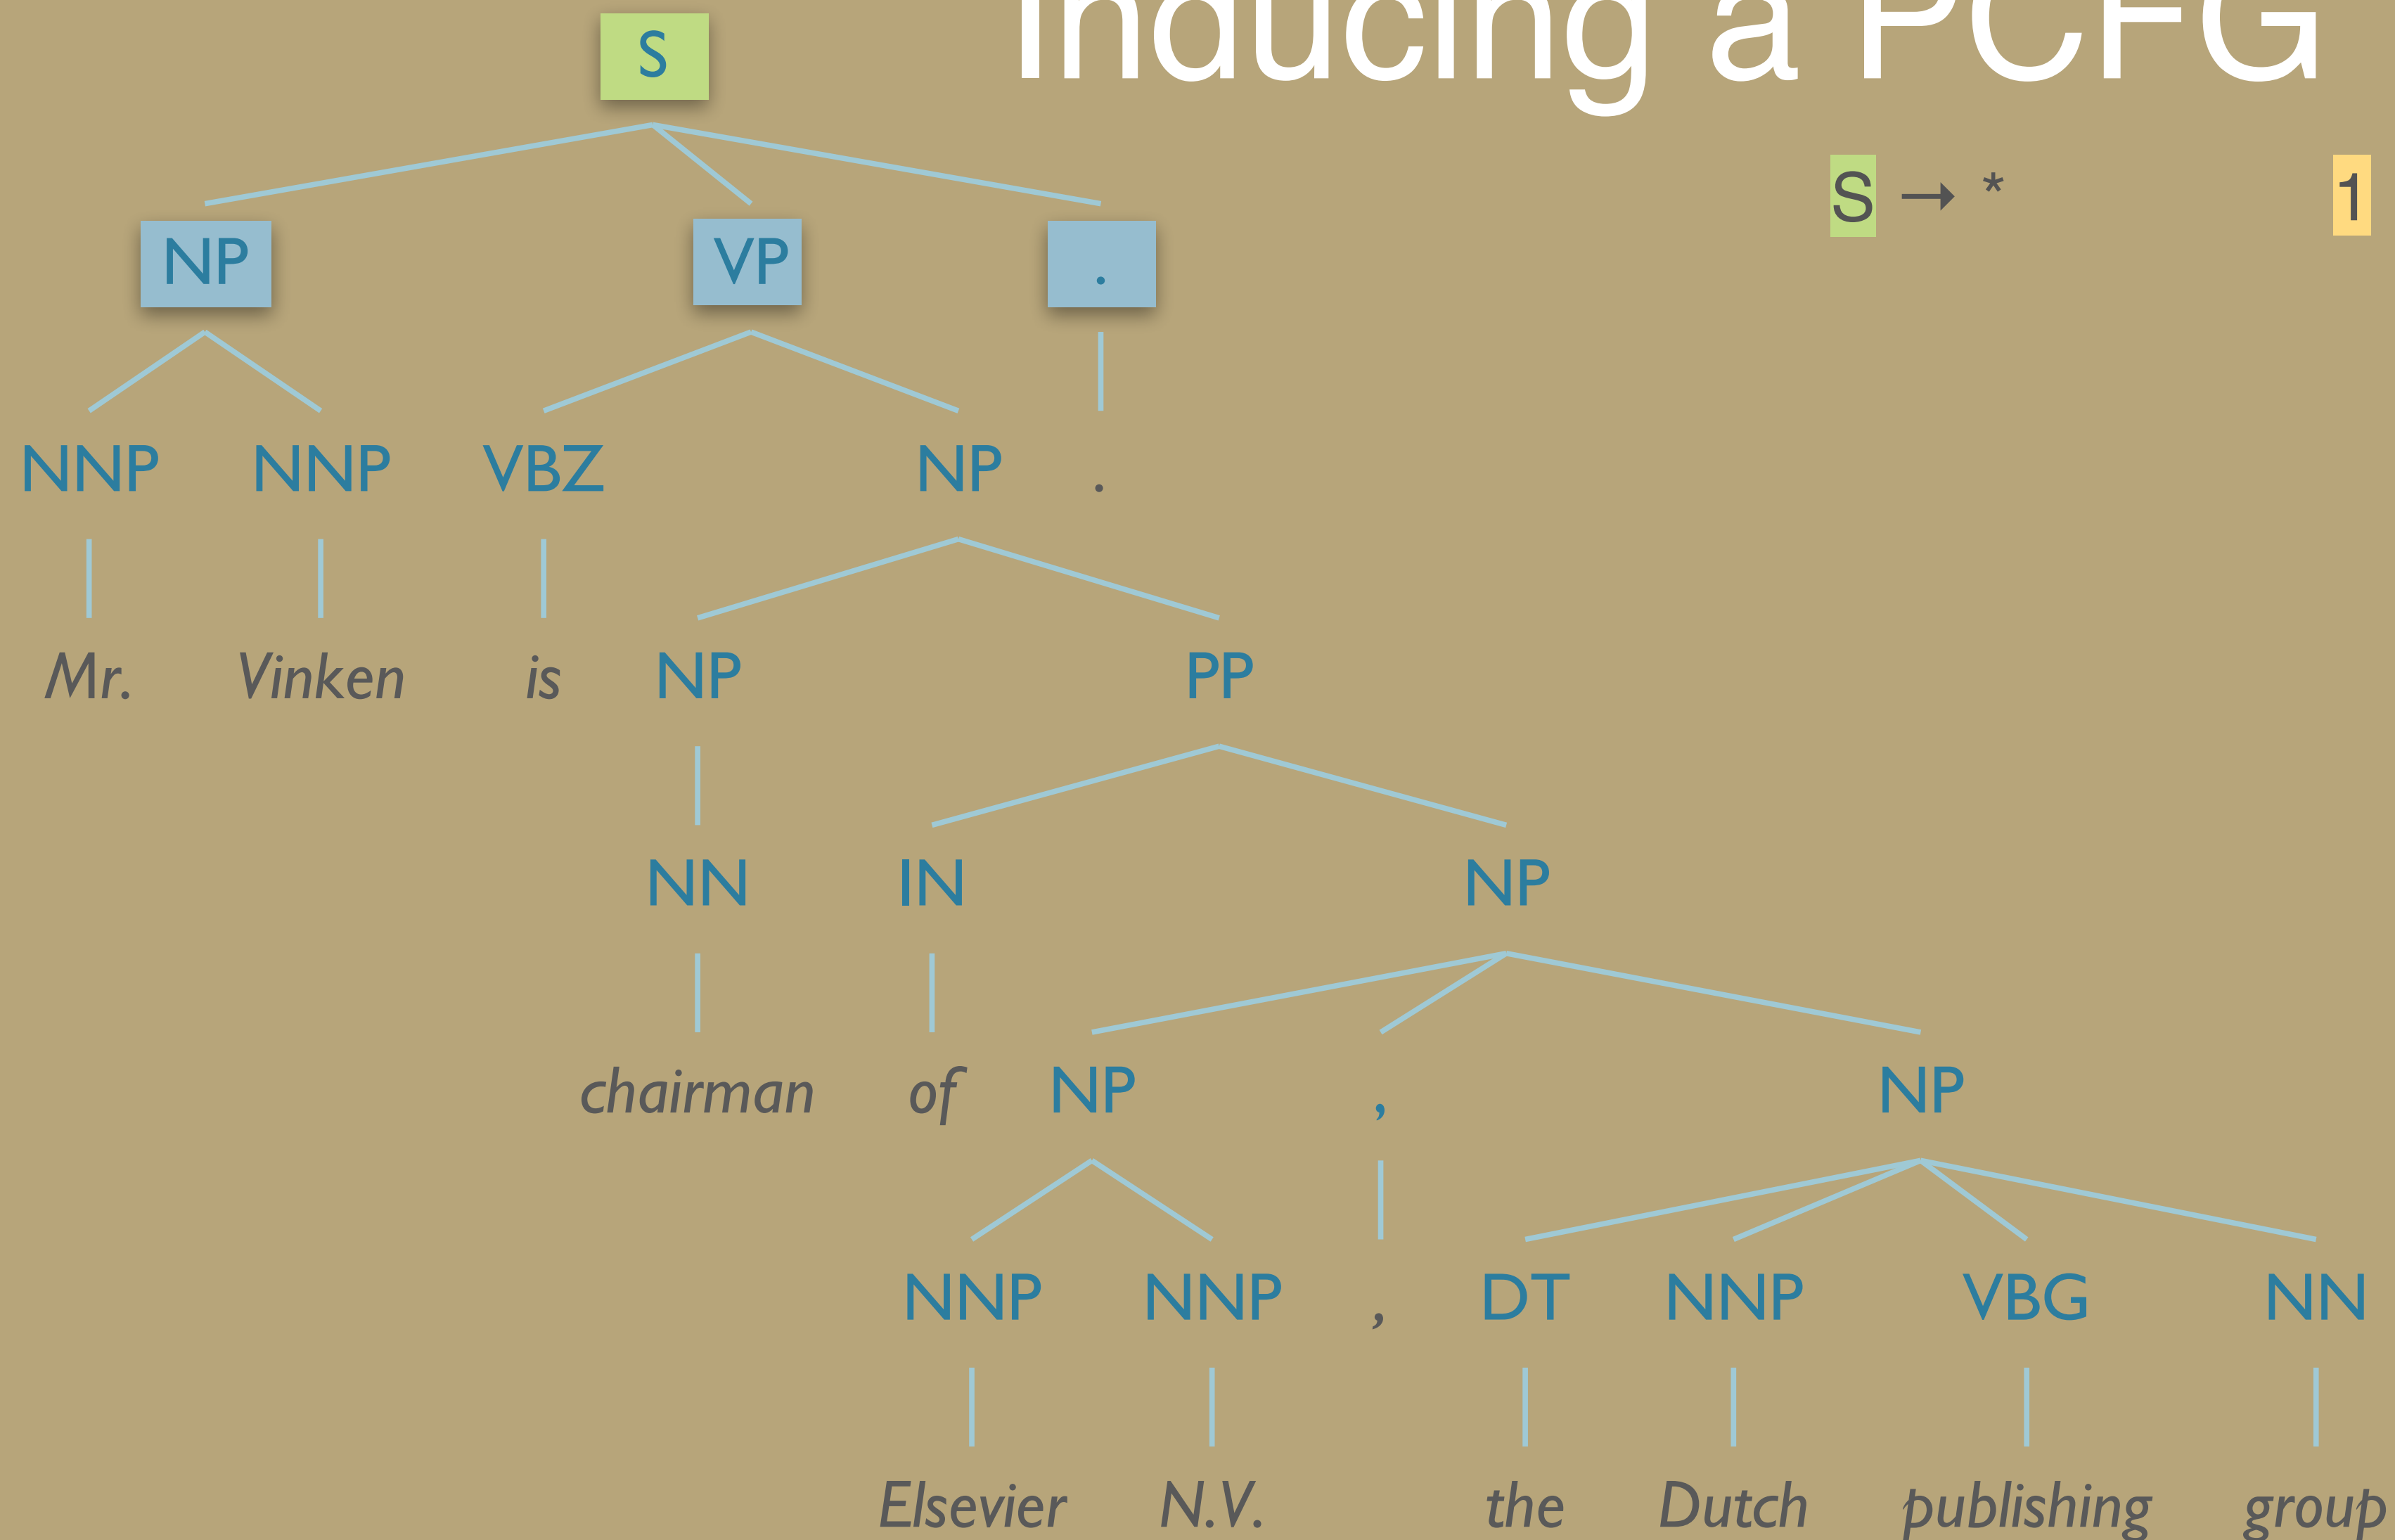 Inducing a PCFG
S
S → * 1
NP VP .
NNP NNP VBZ NP .
Mr. Vinken is NP PP
NN IN NP
chairman of NP , NP
NNP NNP , DT NNP VBG NN
Elsevier N.V. the Dutch publishing group